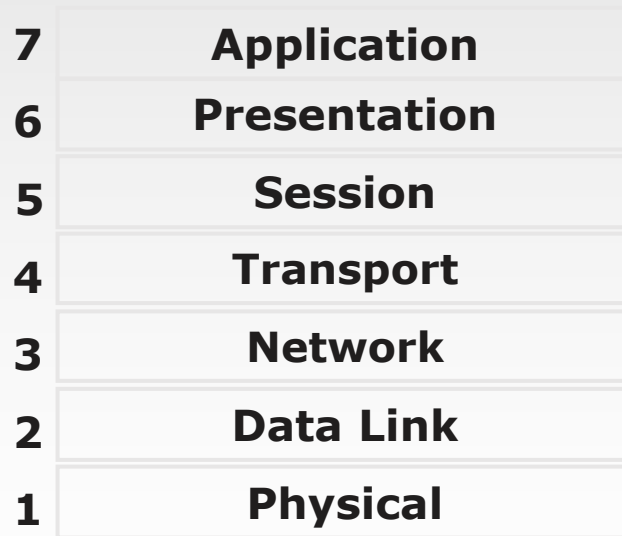 7 Application
6 Presentation
5 Session
4 Transport
3 Network
2 Data Link
1 Physical